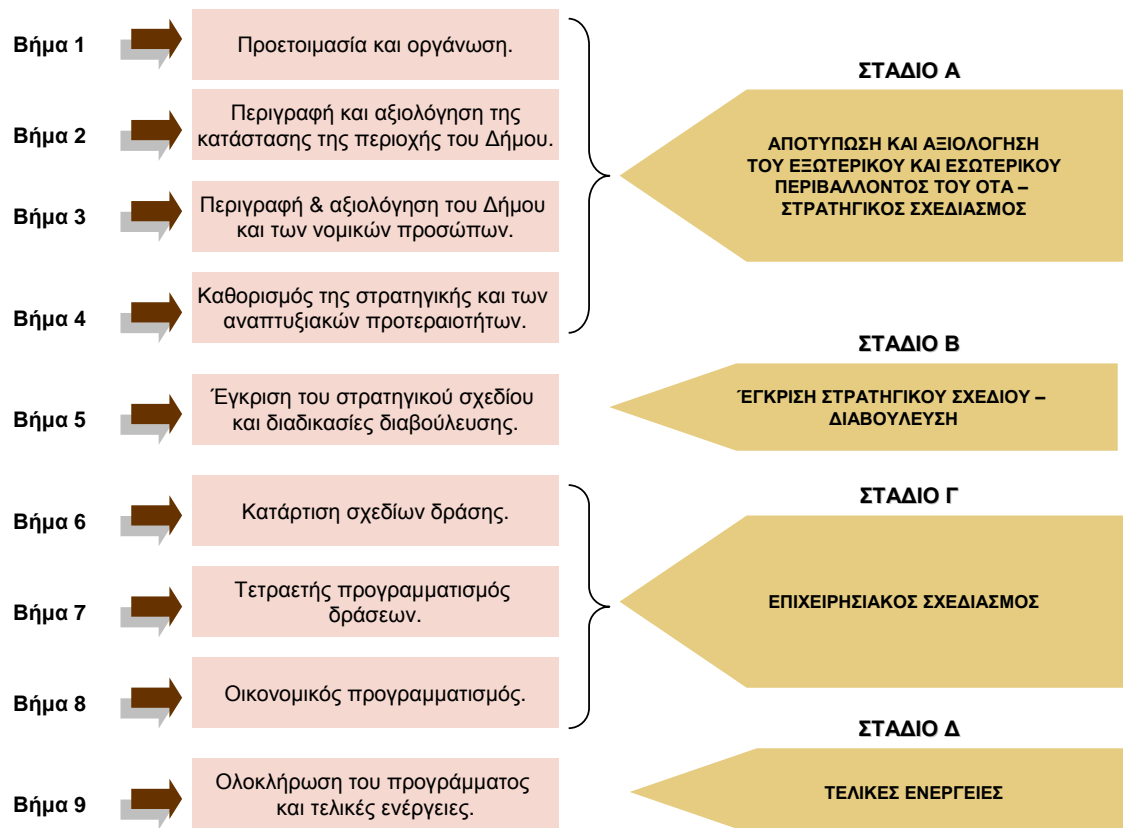 Βήμα 1
Προετοιμασία και οργάνωση.
Βήμα 2
Περιγραφή και αξιολόγηση της
κατάστασης της περιοχής του Δήμου.
Βήμα 3
Περιγραφή & αξιολόγηση του Δήμου
και των νομικών προσώπων.
Βήμα 4
Καθορισμός της στρατηγικής και των
αναπτυξιακών προτεραιοτήτων.
ΣΤΑΔΙΟ Α
ΑΠΟΤΥΠΩΣΗ ΚΑΙ ΑΞΙΟΛΟΓΗΣΗ
ΤΟΥ ΕΞΩΤΕΡΙΚΟΥ ΚΑΙ ΕΣΩΤΕΡΙΚΟΥ
ΠΕΡΙΒΑΛΛΟΝΤΟΣ ΤΟΥ ΟΤΑ –
ΣΤΡΑΤΗΓΙΚΟΣ ΣΧΕΔΙΑΣΜΟΣ
Βήμα 5
Έγκριση του στρατηγικού σχεδίου
και διαδικασίες διαβούλευσης.
ΣΤΑΔΙΟ Β
ΈΓΚΡΙΣΗ ΣΤΡΑΤΗΓΙΚΟΥ ΣΧΕΔΙΟΥ –
ΔΙΑΒΟΥΛΕΥΣΗ
Βήμα 6
Κατάρτιση σχεδίων δράσης.
Βήμα 7
Τετραετής προγραμματισμός
δράσεων.
Βήμα 8
Οικονομικός προγραμματισμός.
ΣΤΑΔΙΟ Γ
ΕΠΙΧΕΙΡΗΣΙΑΚΟΣ ΣΧΕΔΙΑΣΜΟΣ
Βήμα 9
Ολοκλήρωση του προγράμματος
και τελικές ενέργειες.
ΣΤΑΔΙΟ Δ
ΤΕΛΙΚΕΣ ΕΝΕΡΓΕΙΕΣ